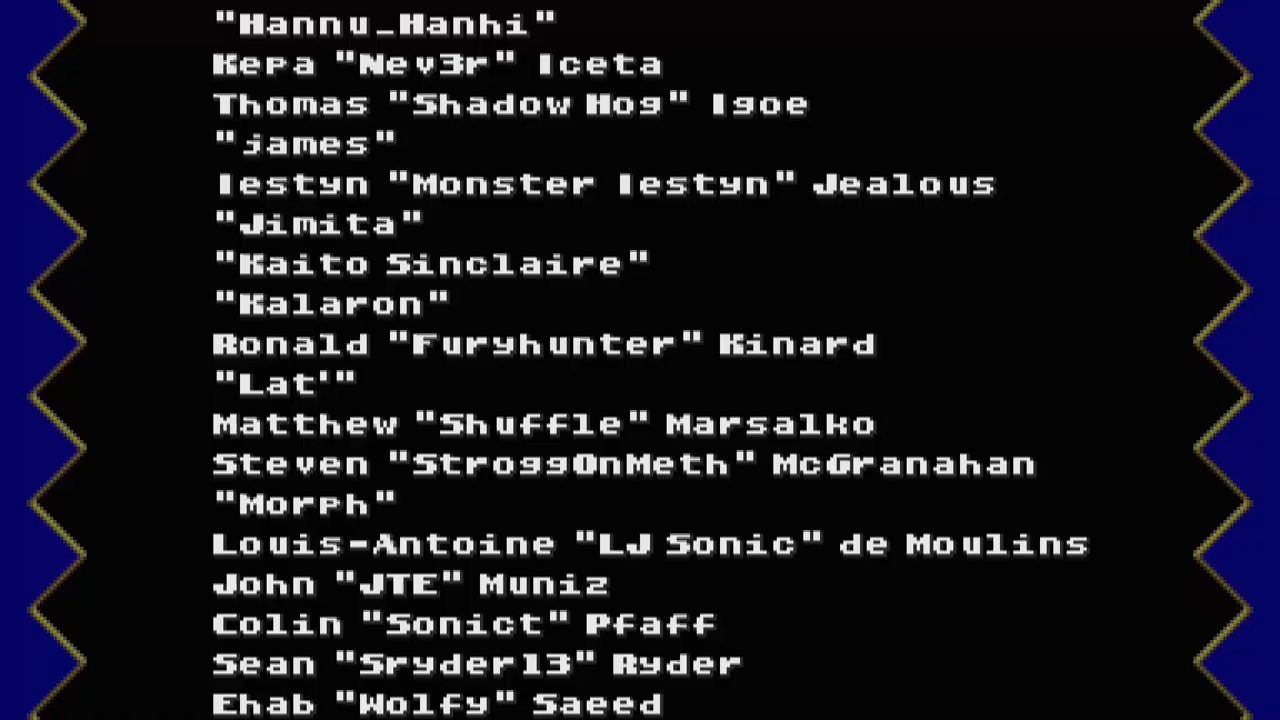 "Hannu_Hanhi"
Kepa "Nev3r" Iceta
Thomas "Shadow Hog" Igoe
"james"
Iestyn "Monster Iestyn" Jealous
"Jimita"
"Kaito Sinclaire"
"Kalaron"
Ronald "Furyhunter" Kinard
"Lat'"
Matthew "Shuffle" Marsalko
Steven "StroggOnMeth" McGranahan
"Morph"
Louis-Antoine "LJ Sonic" de Moulins
John "JTE" Muniz
Colin "Sonict" Pfaff
Sean "Sryder13" Ryder
Ehab "Wolfy" Saeed